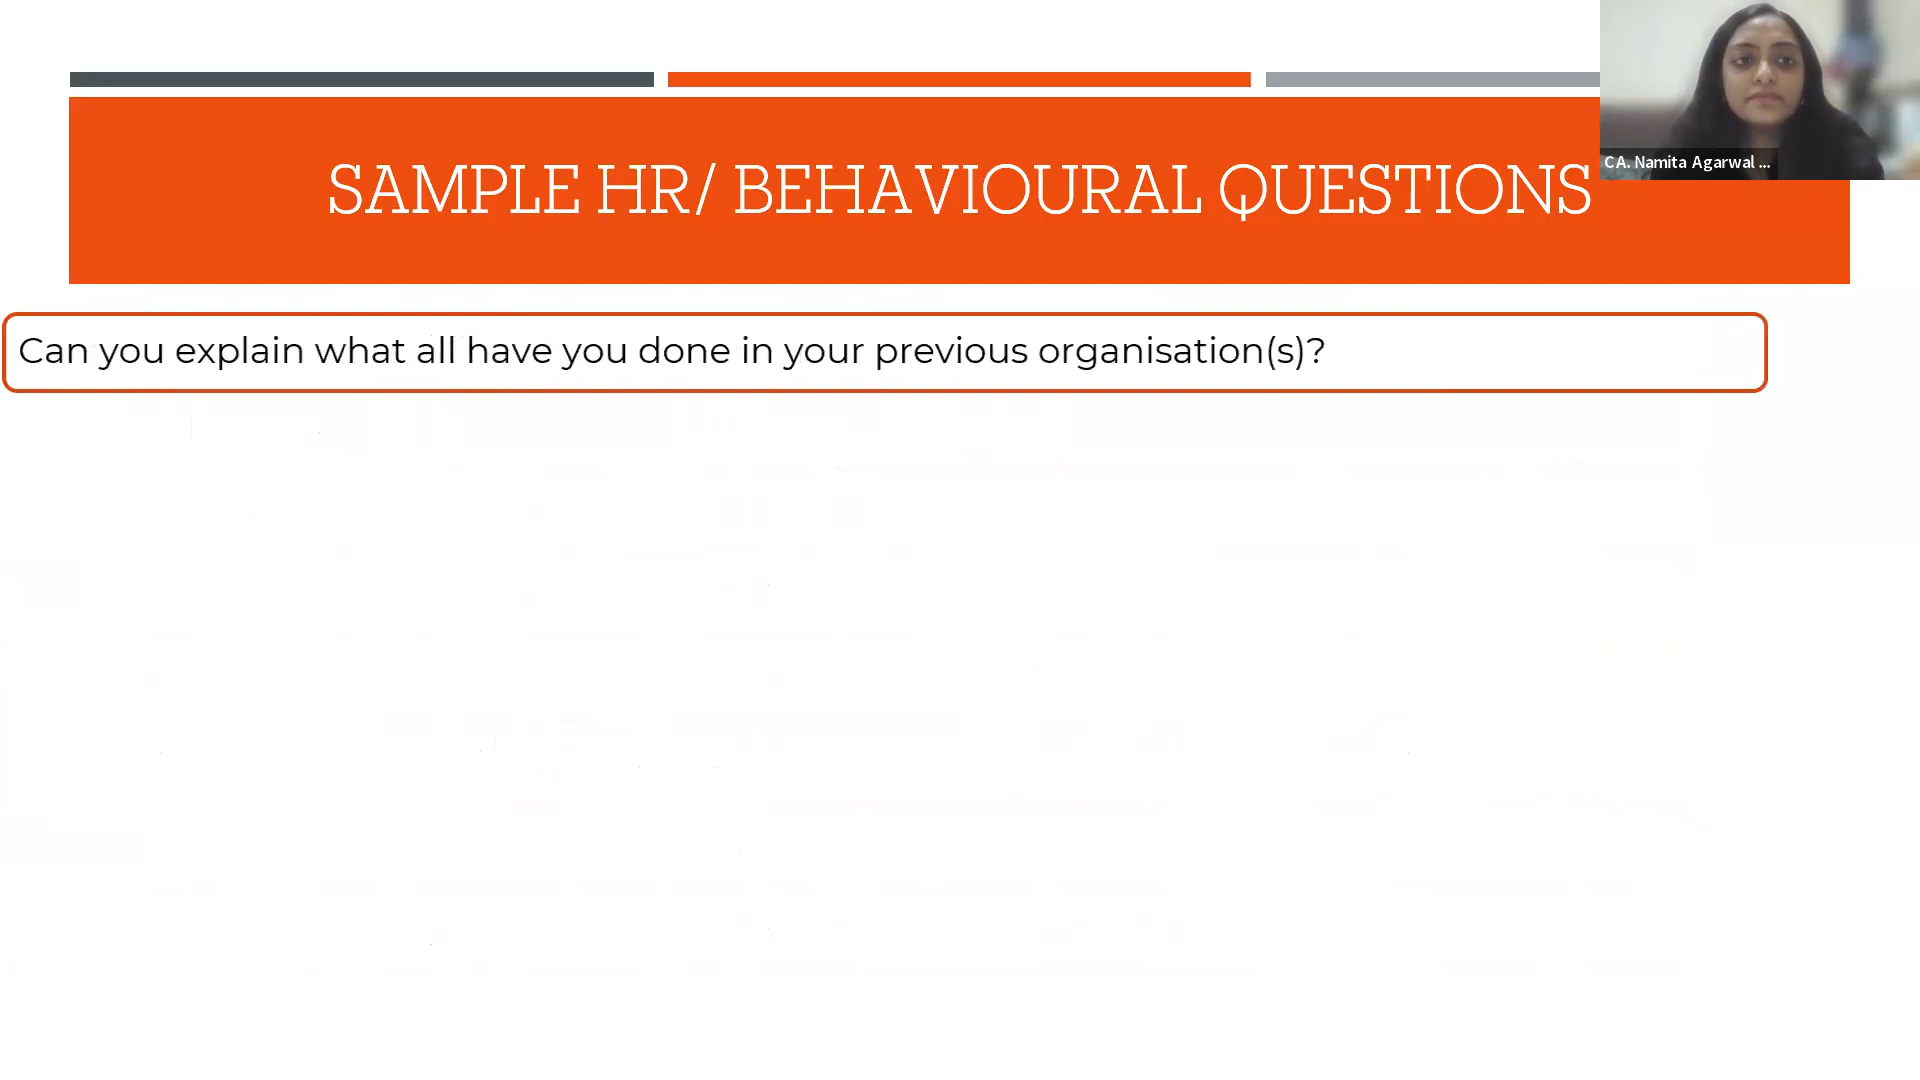 CA. Namita Agarwal ...
SAMPLE HR/ BEHAVIOURAL QUESTIONS
Can you explain what all have you done in your previous organisation(s)?